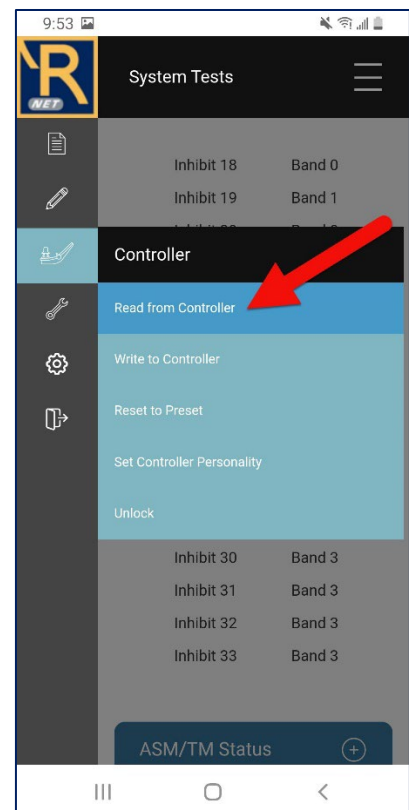 9:53
R
NET
System Tests
Inhibit 18 Band 0
Inhibit 19 Band 1
Controller
Read from Controller
Write to Controller
Reset to Preset
Set Controller Personality
Unlock
Inhibit 30 Band 3
Inhibit 31 Band 3
Inhibit 32 Band 3
Inhibit 33 Band 3
ASM/TM Status